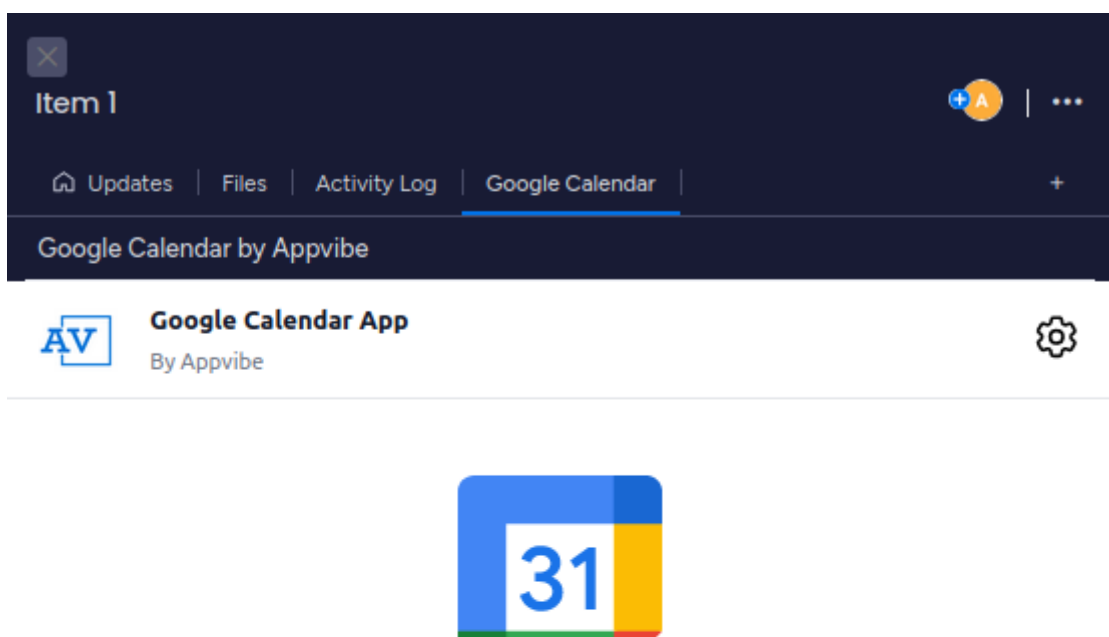 Item 1
A
Updates
Files
Activity Log
Google Calendar
+
Google Calendar by Appvibe
AV
Google Calendar App
By Appvibe
31